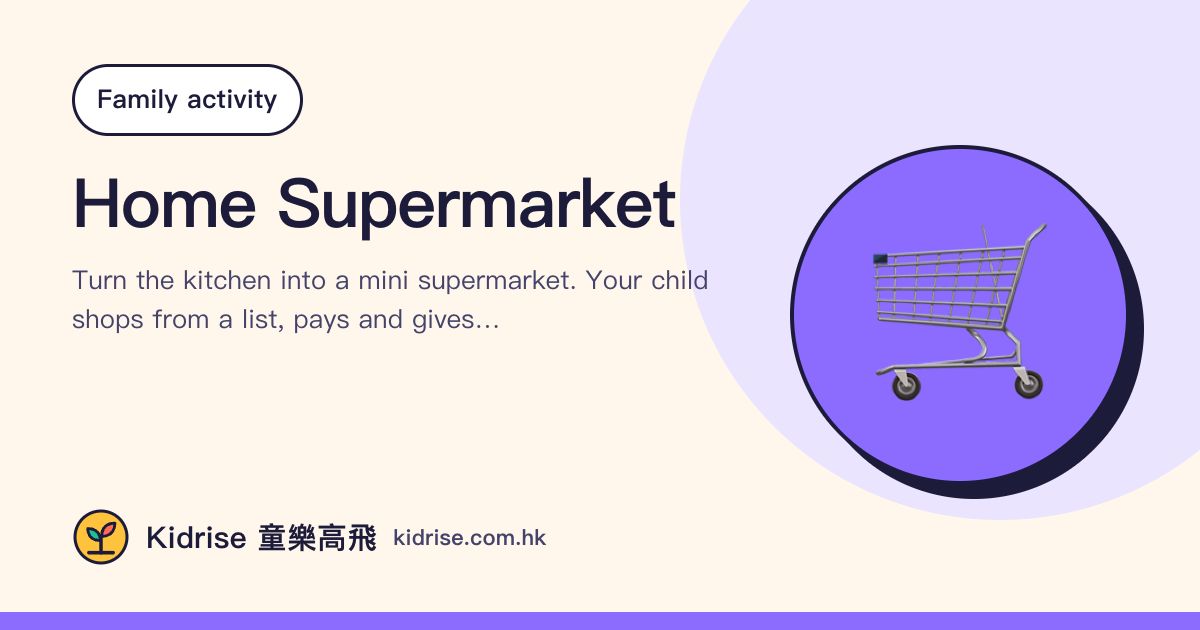 Family activity
Home Supermarket
Turn the kitchen into a mini supermarket. Your child
shops from a list, pays and gives…
Kidrise 童樂高飛 kidrise.com.hk